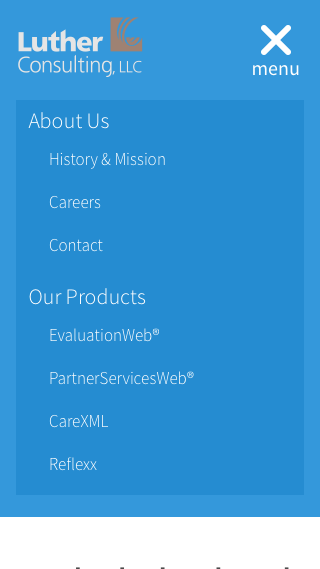 Luther
Consulting, LLC
menu
About Us
History & Mission
Careers
Contact
Our Products
EvaluationWeb®
PartnerServicesWeb®
CareXML
Reflexx